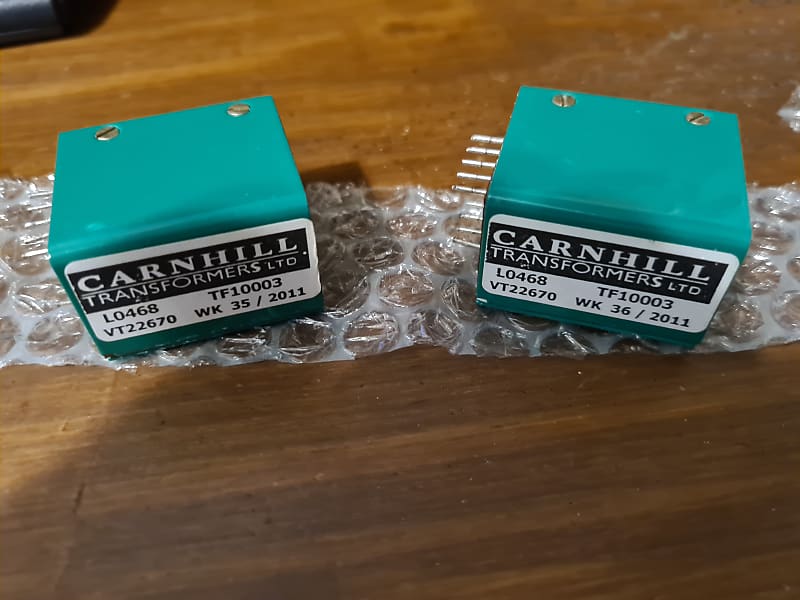 CARNHILL
TRANSFORMERS LTD
L0468 TF10003
VT22670 WK 35 / 2011
CARNHILL
TRANSFORMERS LTD
L0468 TF10003
VT22670 WK 36 / 2011